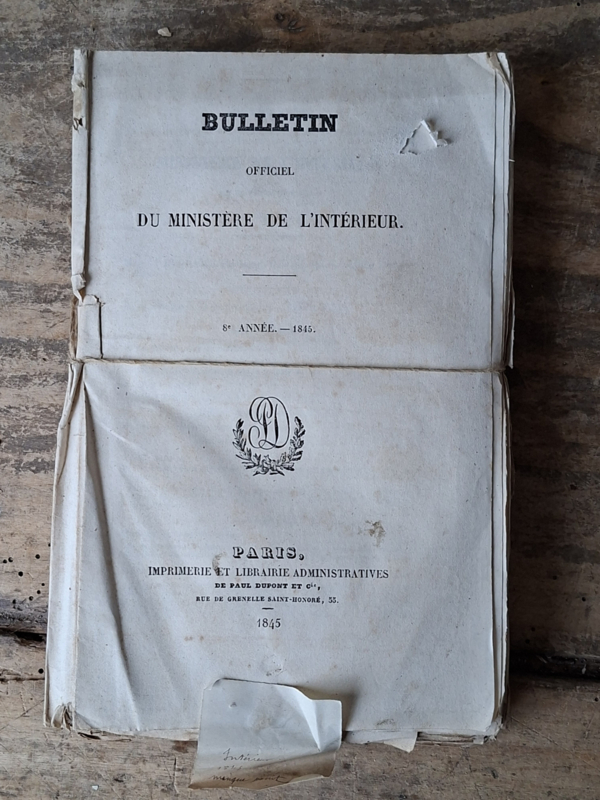 BULLETIN
OFFICIEL
DU MINISTÈRE DE L'INTÉRIEUR.
8e ANNÉE. — 1845.
PD
PARIS,
IMPRIMERIE ET LIBRAIRIE ADMINISTRATIVES
DE PAUL DUPONT ET Cie,
RUE DE GRENELLE SAINT-HONORÉ, 55.
1845